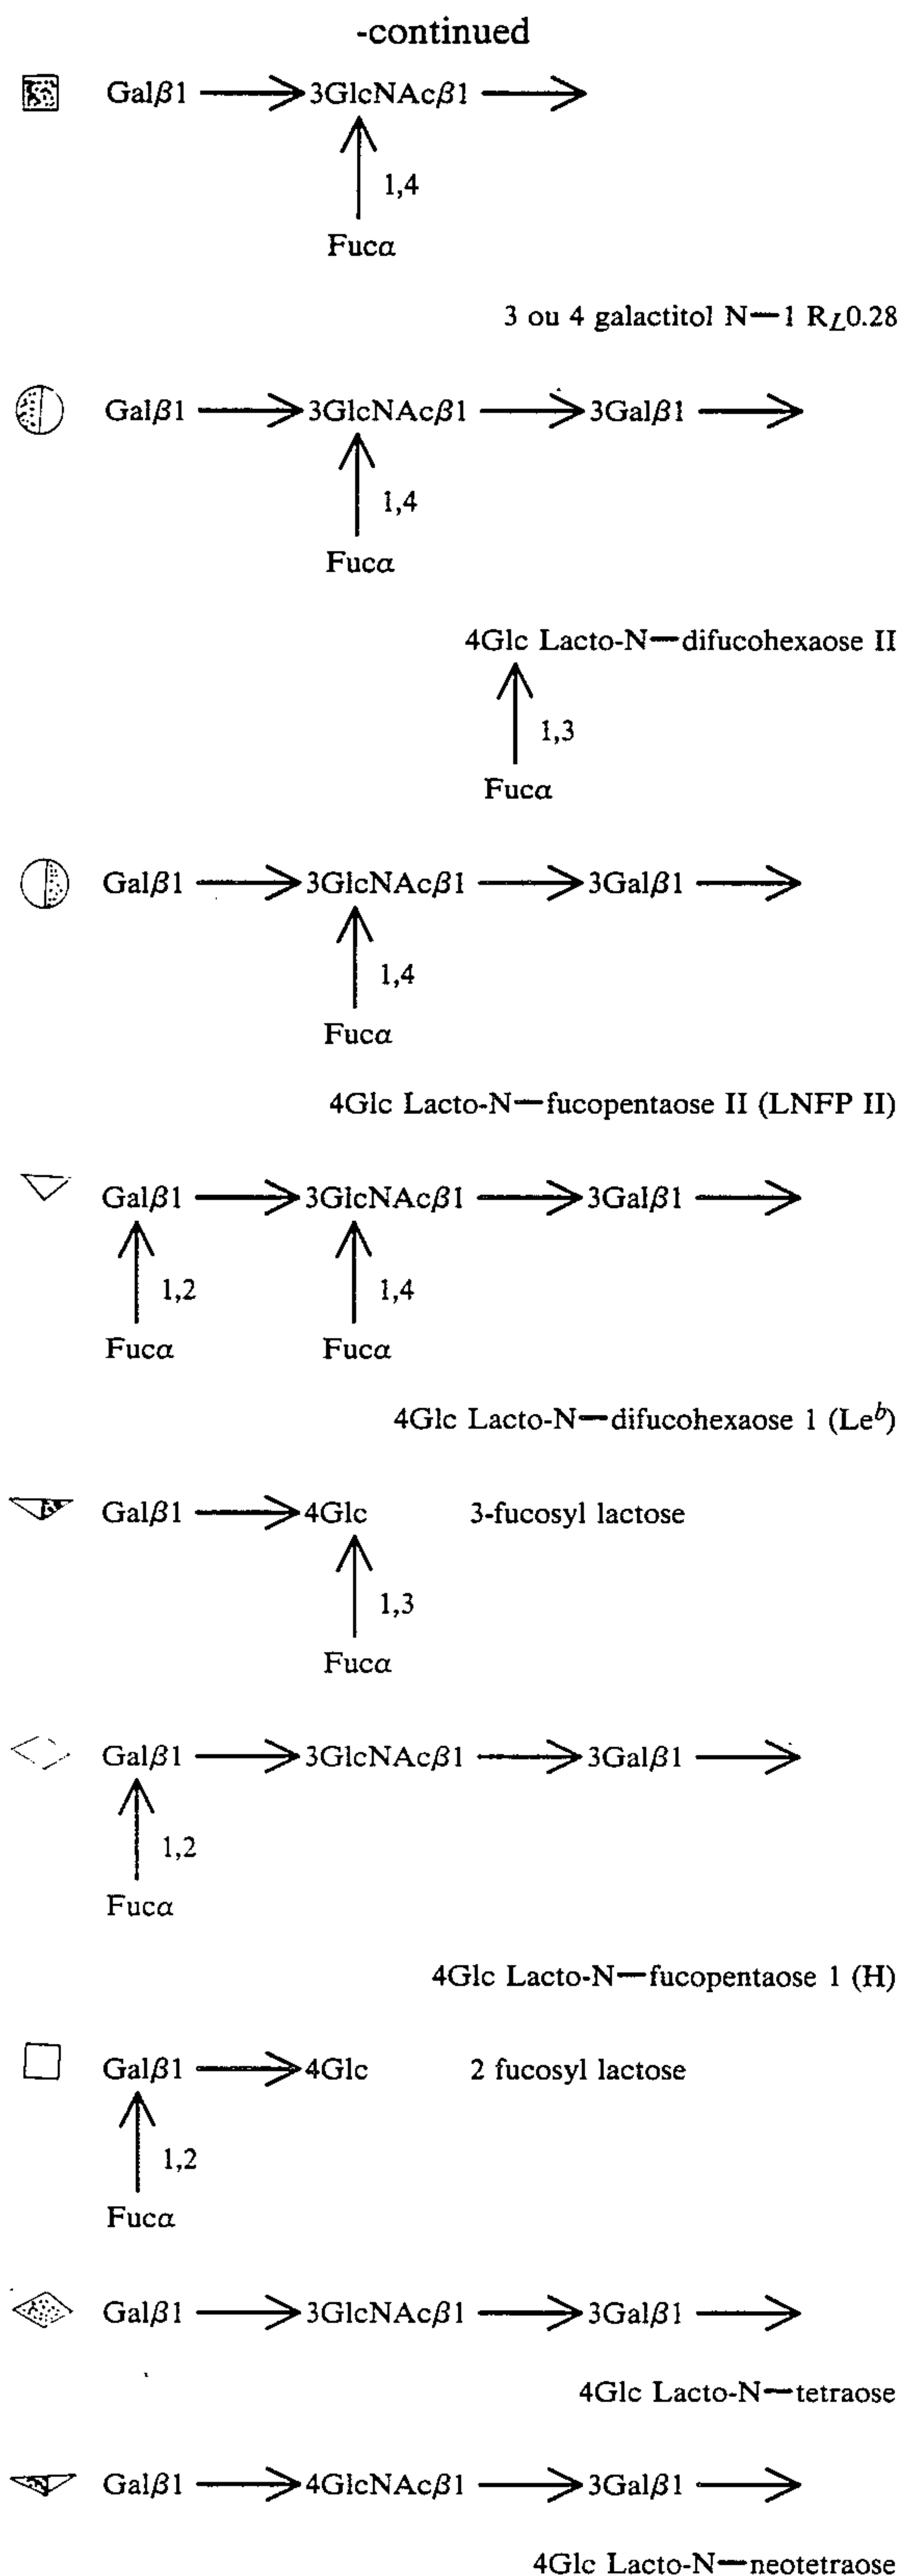 -continued
Galβ1 → 3GlcNAcβ1 →
1,4
Fucα
3 ou 4 galactitol N—1 R_L0.28
Galβ1 → 3GlcNAcβ1 → 3Galβ1 →
1,4
Fucα
4Glc Lacto-N—difucohexaose II
1,3
Fucα
Galβ1 → 3GlcNAcβ1 → 3Galβ1 →
1,4
Fucα
4Glc Lacto-N—fucopentaose II (LNFP II)
Galβ1 → 3GlcNAcβ1 → 3Galβ1 →
1,2 1,4
Fucα Fucα
4Glc Lacto-N—difucohexaose 1 (Leᵇ)
Galβ1 → 4Glc 3-fucosyl lactose
1,3
Fucα
Galβ1 → 3GlcNAcβ1 → 3Galβ1 →
1,2
Fucα
4Glc Lacto-N—fucopentaose 1 (H)
Galβ1 → 4Glc 2 fucosyl lactose
1,2
Fucα
Galβ1 → 3GlcNAcβ1 → 3Galβ1 →
4Glc Lacto-N—tetraose
Galβ1 → 4GlcNAcβ1 → 3Galβ1 →
4Glc Lacto-N—neotetraose